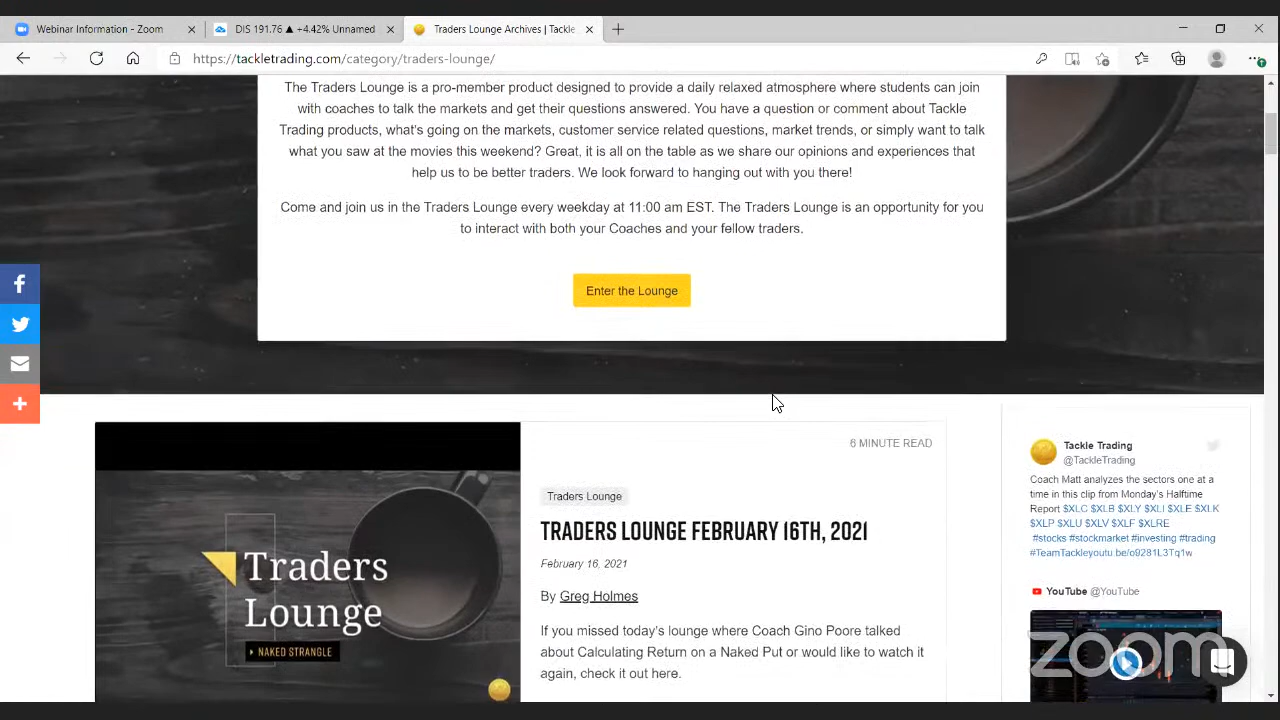 Webinar Information - Zoom
DIS 191.76 ▲ +4.42% Unnamed
Traders Lounge Archives | Tackle
https://tackletrading.com/category/traders-lounge/
The Traders Lounge is a pro-member product designed to provide a daily relaxed atmosphere where students can join
with coaches to talk the markets and get their questions answered. You have a question or comment about Tackle
Trading products, what's going on the markets, customer service related questions, market trends, or simply want to talk
what you saw at the movies this weekend? Great, it is all on the table as we share our opinions and experiences that
help us to be better traders. We look forward to hanging out with you there!
Come and join us in the Traders Lounge every weekday at 11:00 am EST. The Traders Lounge is an opportunity for you
to interact with both your Coaches and your fellow traders.
Enter the Lounge
6 MINUTE READ
Traders Lounge
TRADERS LOUNGE FEBRUARY 16TH, 2021
February 16, 2021
By Greg Holmes
If you missed today's lounge where Coach Gino Poore talked
about Calculating Return on a Naked Put or would like to watch it
again, check it out here.
Traders
Lounge
NAKED STRANGLE
Tackle Trading
@TackleTrading
Coach Matt analyzes the sectors one at a
time in this clip from Monday's Halftime
Report $XLC $XLB $XLY $XLI $XLE $XLK
$XLP $XLU $XLV $XLF $XLRE
#stocks #stockmarket #investing #trading
#TeamTackleyoutu.be/o9281L3Tq1w
YouTube @YouTube
zoom